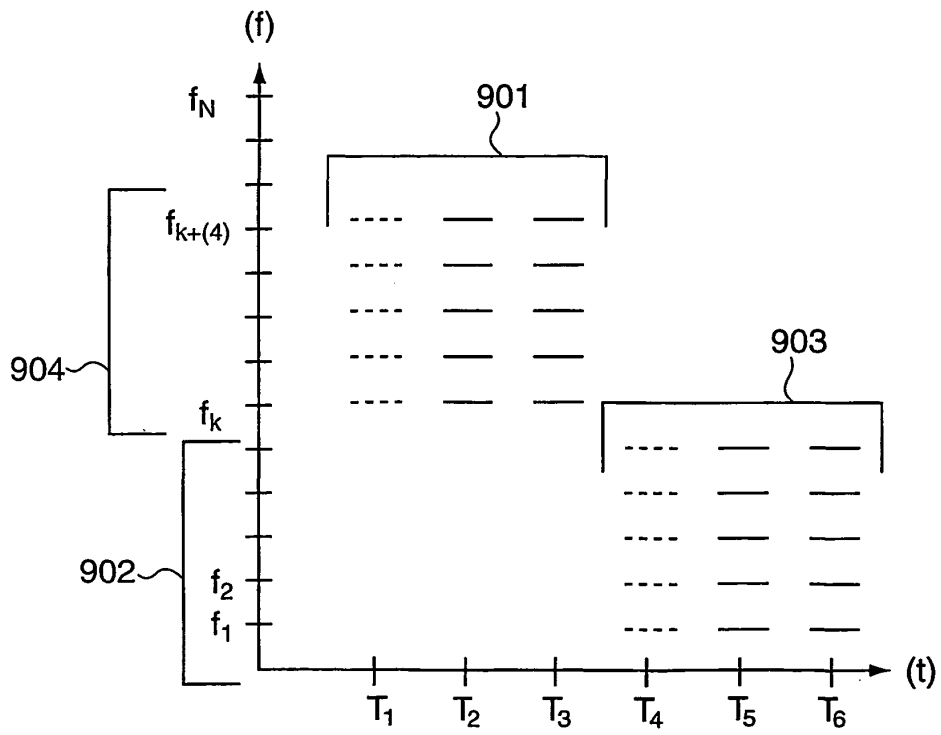 (f)
f_N
901
f_k+(4)
904
903
f_k
902
f_2
f_1
(t)
T_1 T_2 T_3 T_4 T_5 T_6